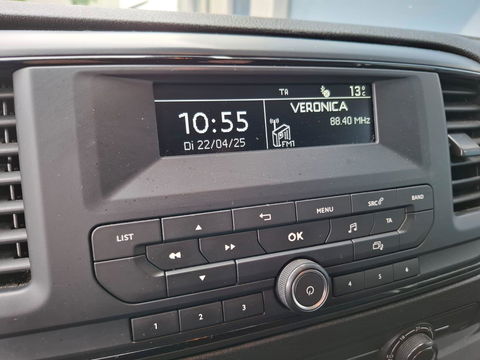 TA 13°C
10:55
Di 22/04/25
VERONICA
88.40 MHz
FM1
LIST
MENU
SRC
BAND
OK
TA
1 2 3 4 5 6